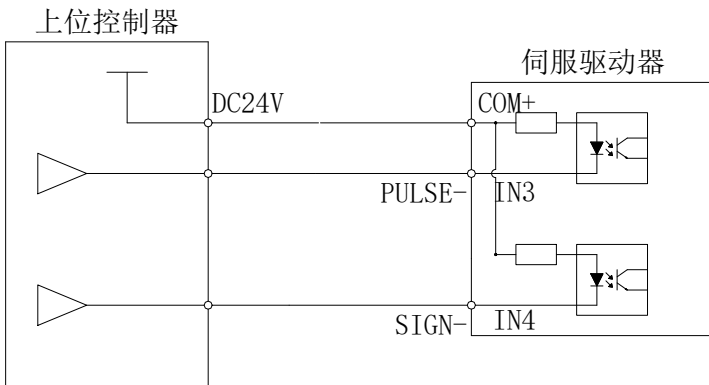 上位控制器
伺服驱动器
DC24V
COM+
PULSE-
IN3
SIGN-
IN4